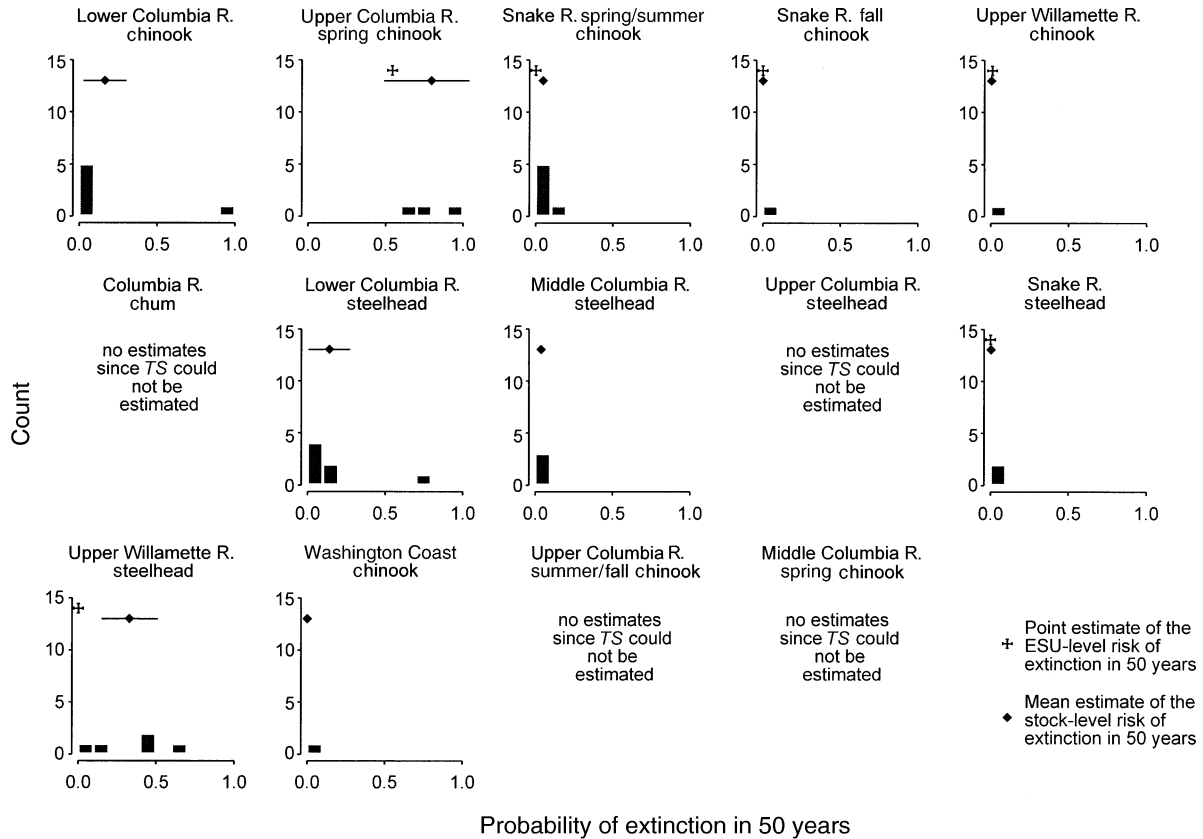 Lower Columbia R.
chinook
Upper Columbia R.
spring chinook
Snake R. spring/summer
chinook
Snake R. fall
chinook
Upper Willamette R.
chinook
15
10
5
0
0.0 0.5 1.0
15
10
5
0
0.0 0.5 1.0
15
10
5
0
0.0 0.5 1.0
15
10
5
0
0.0 0.5 1.0
15
10
5
0
0.0 0.5 1.0
Count
Columbia R.
chum
no estimates
since TS could
not be
estimated
Lower Columbia R.
steelhead
15
10
5
0
0.0 0.5 1.0
Middle Columbia R.
steelhead
15
10
5
0
0.0 0.5 1.0
Upper Columbia R.
steelhead
no estimates
since TS could
not be
estimated
Snake R.
steelhead
15
10
5
0
0.0 0.5 1.0
Upper Willamette R.
steelhead
15
10
5
0
0.0 0.5 1.0
Washington Coast
chinook
15
10
5
0
0.0 0.5 1.0
Upper Columbia R.
summer/fall chinook
no estimates
since TS could
not be
estimated
Middle Columbia R.
spring chinook
no estimates
since TS could
not be
estimated
Point estimate of the
ESU-level risk of
extinction in 50 years
Mean estimate of the
stock-level risk of
extinction in 50 years
Probability of extinction in 50 years